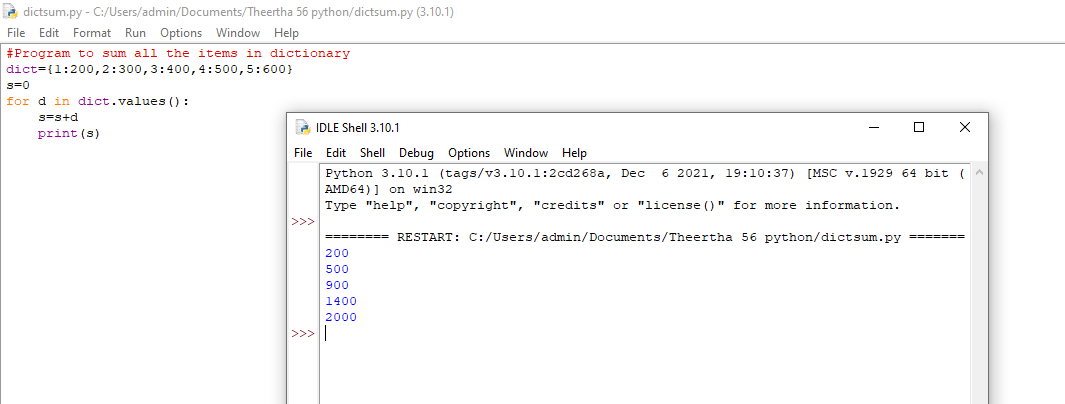 dictsum.py - C:/Users/admin/Documents/Theertha 56 python/dictsum.py (3.10.1)
File Edit Format Run Options Window Help
#Program to sum all the items in dictionary
dict={1:200,2:300,3:400,4:500,5:600}
s=0
for d in dict.values():
    s=s+d
    print(s)
IDLE Shell 3.10.1
File Edit Shell Debug Options Window Help
Python 3.10.1 (tags/v3.10.1:2cd268a, Dec  6 2021, 19:10:37) [MSC v.1929 64 bit (
AMD64)] on win32
Type "help", "copyright", "credits" or "license()" for more information.
>>>
======== RESTART: C:/Users/admin/Documents/Theertha 56 python/dictsum.py =======
200
500
900
1400
2000
>>>